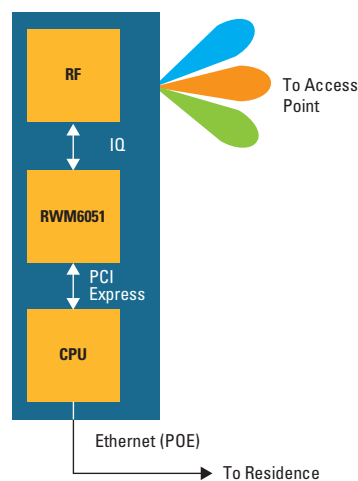 RF
To Access
Point
IQ
RWM6051
PCI
Express
CPU
Ethernet (POE)
To Residence